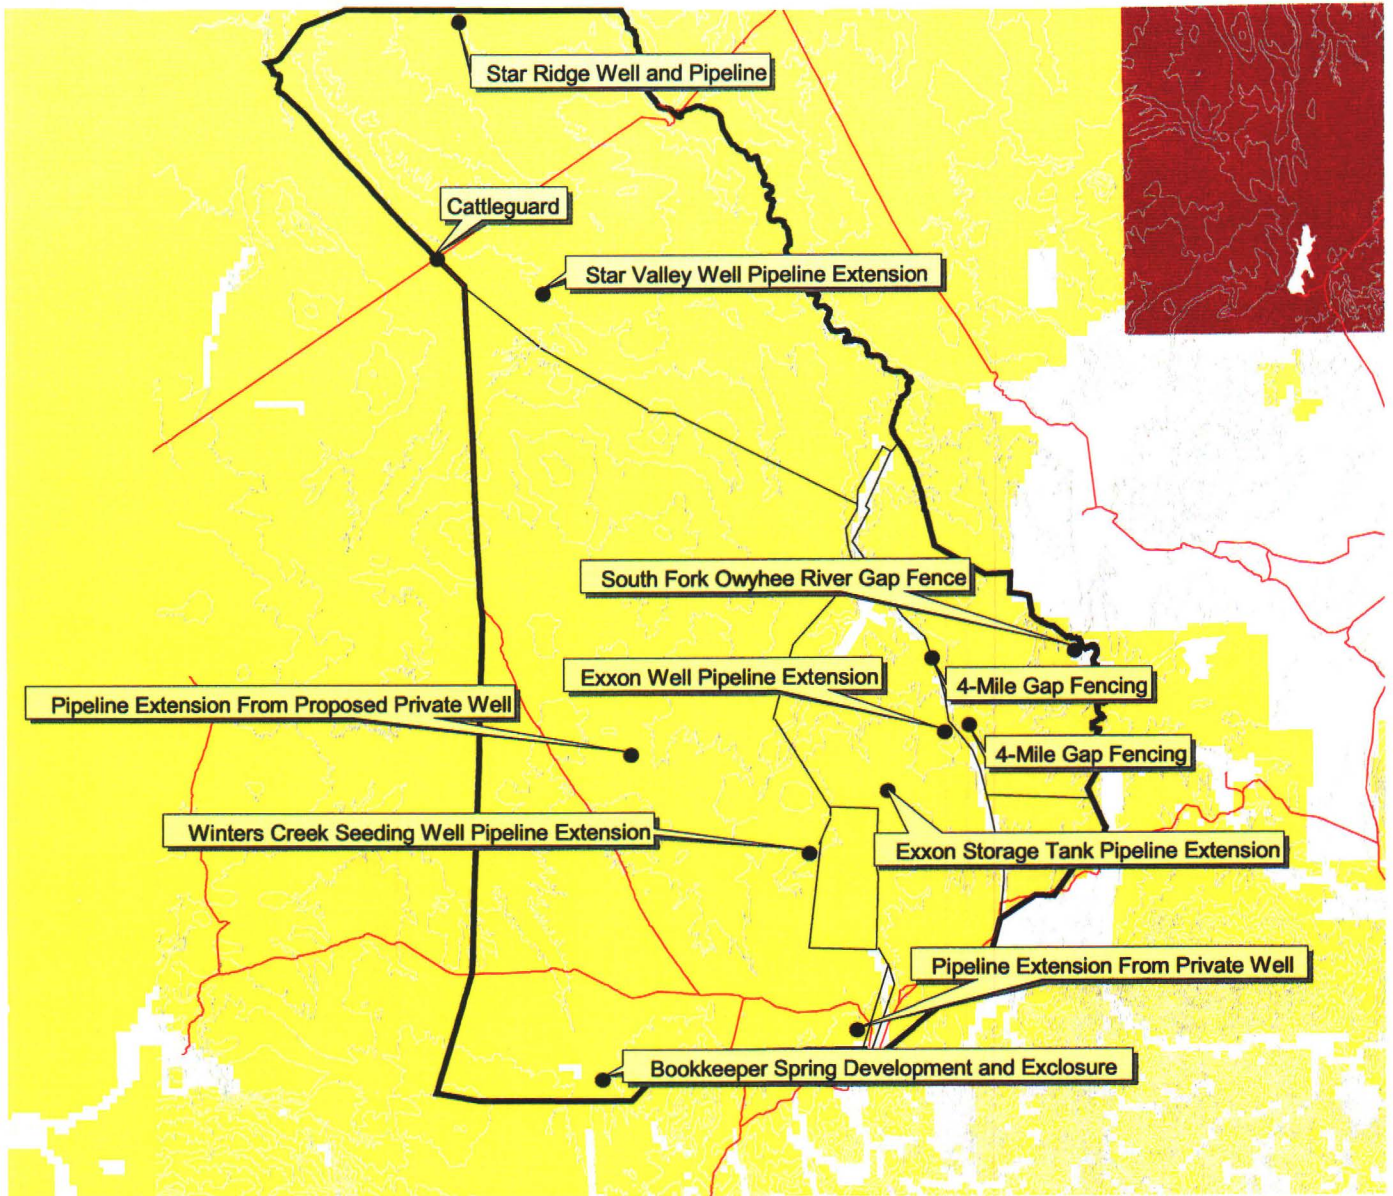 Star Ridge Well and Pipeline
Cattleguard
Star Valley Well Pipeline Extension
South Fork Owyhee River Gap Fence
Exxon Well Pipeline Extension
4-Mile Gap Fencing
Pipeline Extension From Proposed Private Well
4-Mile Gap Fencing
Winters Creek Seeding Well Pipeline Extension
Exxon Storage Tank Pipeline Extension
Pipeline Extension From Private Well
Bookkeeper Spring Development and Exclosure